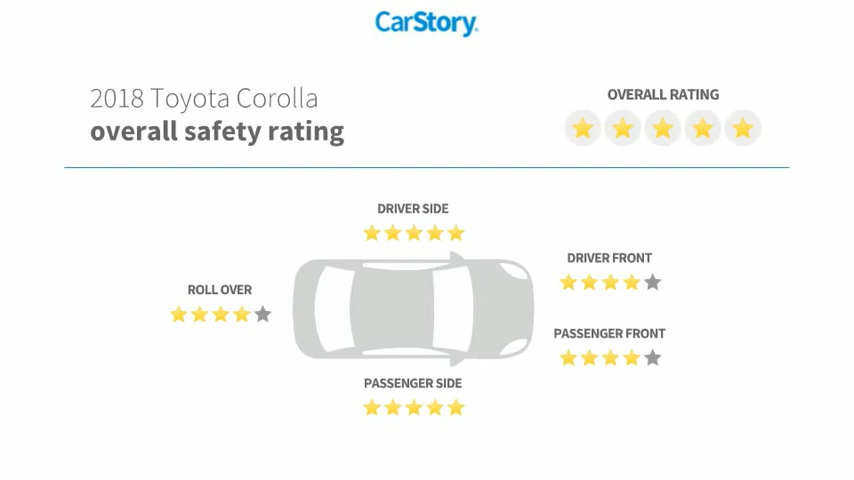 CarStory
2018 Toyota Corolla
overall safety rating
OVERALL RATING
DRIVER SIDE
DRIVER FRONT
ROLL OVER
PASSENGER FRONT
PASSENGER SIDE